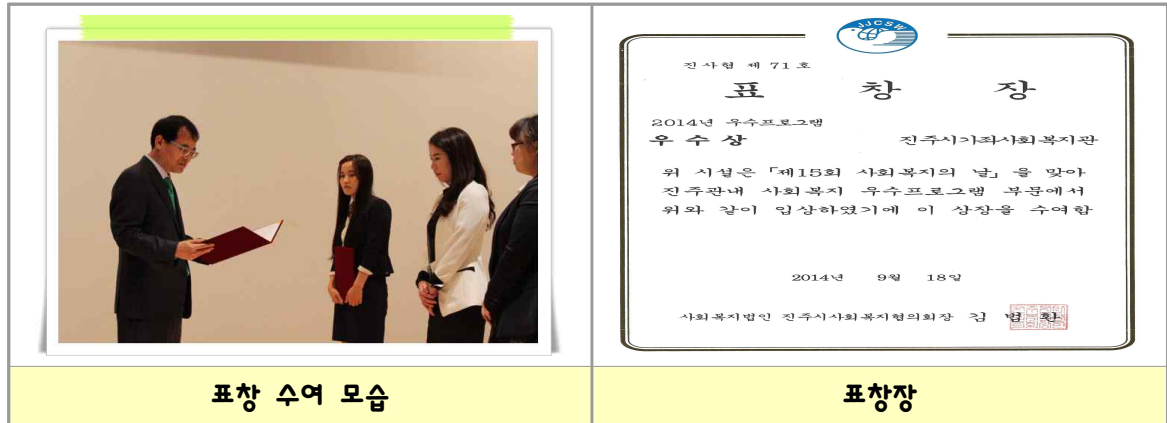 JJCSW
진사협 제 71 호
표 창 장
2014년 우수프로그램
우 수 상 진주시가좌사회복지관
위 시설은 「제15회 사회복지의 날」을 맞아
진주관내 사회복지 우수프로그램 부문에서
위와 같이 입상하였기에 이 상장을 수여함
2014년 9월 18일
사회복지법인 진주시사회복지협의회장 김 범 환
표창 수여 모습
표창장